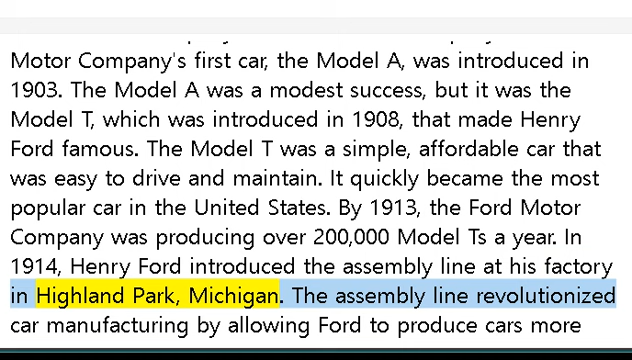 Motor Company's first car, the Model A, was introduced in
1903. The Model A was a modest success, but it was the
Model T, which was introduced in 1908, that made Henry
Ford famous. The Model T was a simple, affordable car that
was easy to drive and maintain. It quickly became the most
popular car in the United States. By 1913, the Ford Motor
Company was producing over 200,000 Model Ts a year. In
1914, Henry Ford introduced the assembly line at his factory
in Highland Park, Michigan. The assembly line revolutionized
car manufacturing by allowing Ford to produce cars more